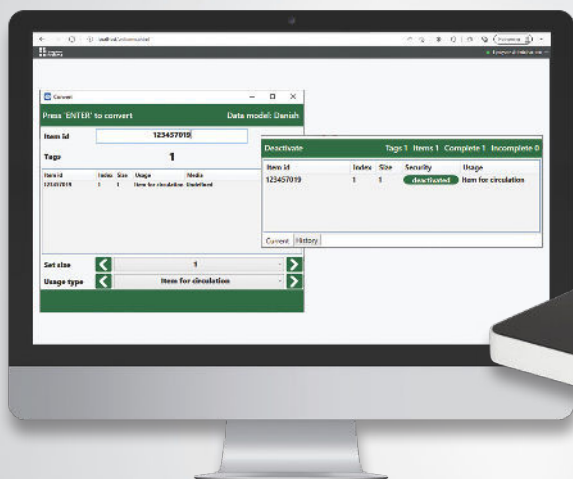 Convert
Press 'ENTER' to convert Data model: Danish
Item id 123457019
Tags 1
Item id Index Size Usage Media
123457019 1 1 Item for circulation Undefined
Set size 1
Usage type Item for circulation
Deactivate Tags 1 Items 1 Complete 1 Incomplete 0
Item id Index Size Security Usage
123457019 1 1 deactivated Item for circulation
Current History